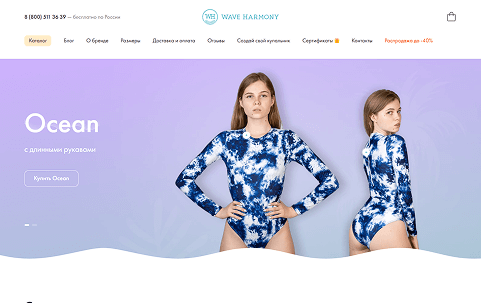 8 (800) 511 36 39 — бесплатно по России
WH WAVE HARMONY
Каталог Блог О бренде Размеры Доставка и оплата Отзывы Создай свой купальник Сертификаты Контакты Распродажа до -40%
Ocean
с длинными рукавами
Купить Ocean